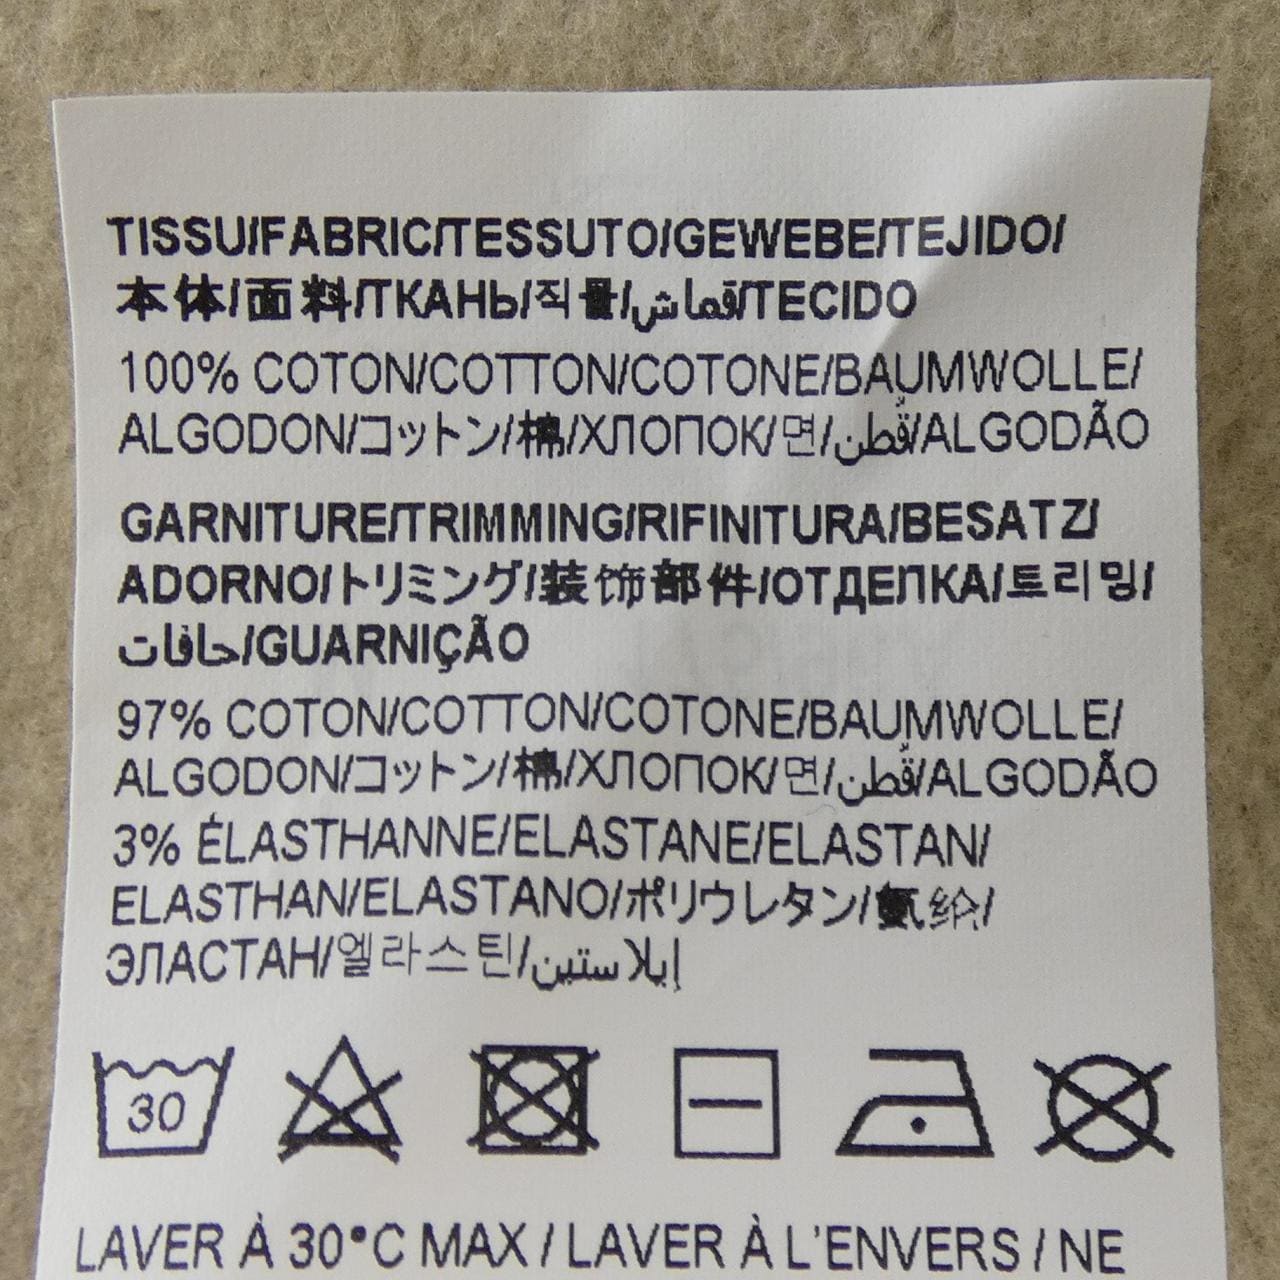 TISSU/FABRIC/TESSUTO/GEWEBE/TEJIDO/
本体/面料/ТКАНЬ/직물/قماش/TECIDO
100% COTON/COTTON/COTONE/BAUMWOLLE/
ALGODON/コットン/棉/ХЛОПОК/면/قُطن/ALGODÃO
GARNITURE/TRIMMING/RIFINITURA/BESATZ/
ADORNO/トリミング/装饰部件/ОТДЕЛКА/트리밍/
حافات/GUARNIÇÃO
97% COTON/COTTON/COTONE/BAUMWOLLE/
ALGODON/コットン/棉/ХЛОПОК/면/قُطن/ALGODÃO
3% ÉLASTHANNE/ELASTANE/ELASTAN/
ELASTHAN/ELASTANO/ポリウレタン/氨纶/
ЭЛАСТАН/엘라스틴/إيلاستين
30
LAVER À 30°C MAX / LAVER À L'ENVERS / NE